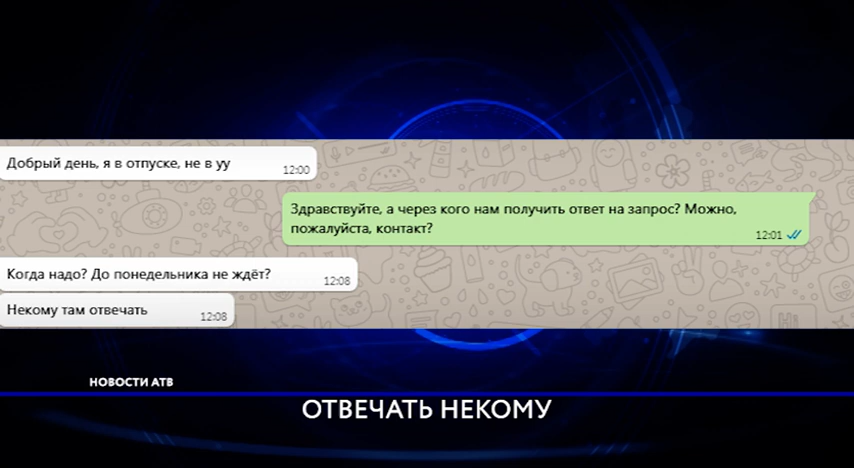 Добрый день, я в отпуске, не в уу
12:00
Здравствуйте, а через кого нам получить ответ на запрос? Можно,
пожалуйста, контакт?
12:01
Когда надо? До понедельника не ждёт?
12:08
Некому там отвечать
12:08
НОВОСТИ АТВ
ОТВЕЧАТЬ НЕКОМУ